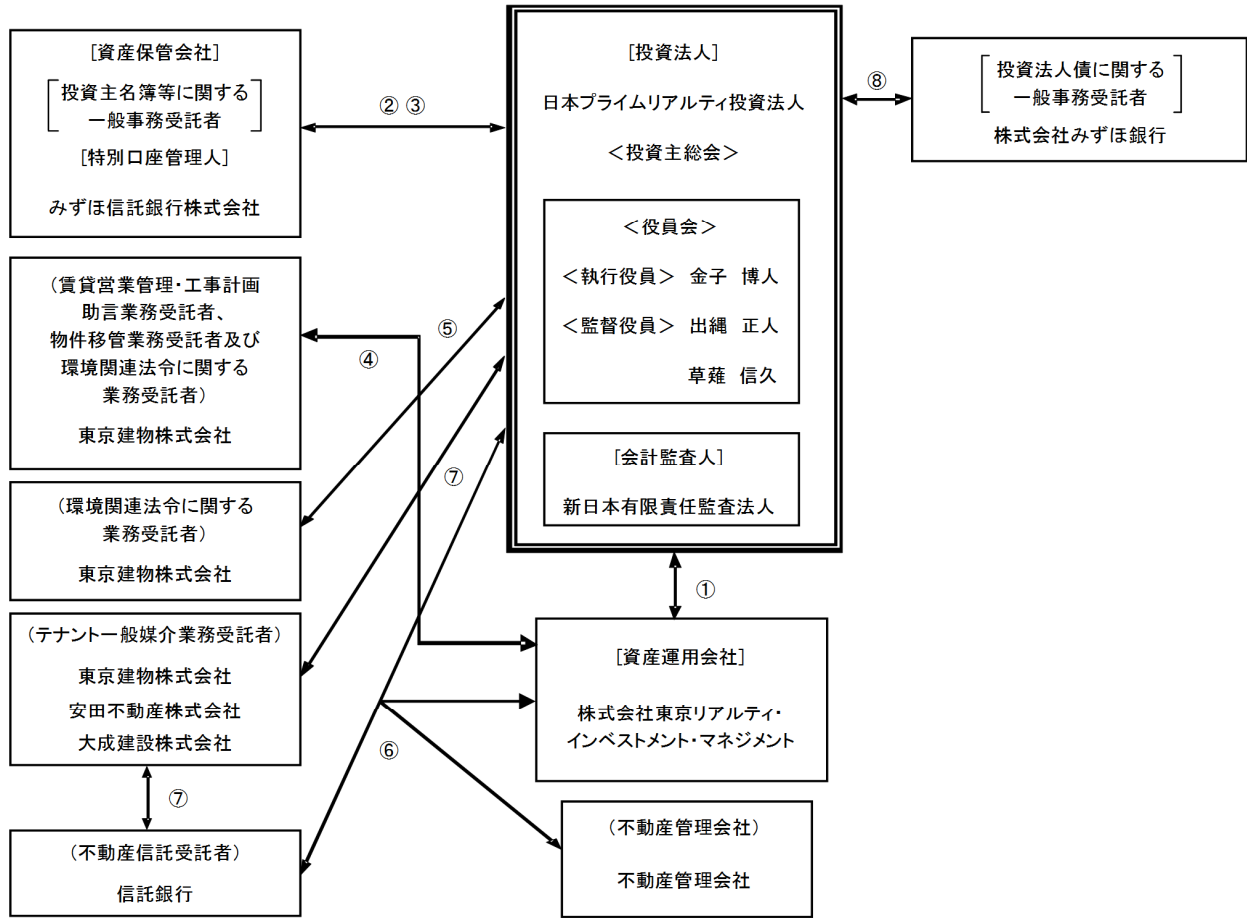 [資産保管会社]
投資主名簿等に関する
一般事務受託者
[特別口座管理人]
みずほ信託銀行株式会社
② ③
[投資法人]
日本プライムリアルティ投資法人
<投資主総会>
<役員会>
<執行役員> 金子 博人
<監督役員> 出縄 正人
草薙 信久
[会計監査人]
新日本有限責任監査法人
⑧
投資法人債に関する
一般事務受託者
株式会社みずほ銀行
(賃貸営業管理・工事計画
助言業務受託者、
物件移管業務受託者及び
環境関連法令に関する
業務受託者)
東京建物株式会社
④
⑤
(環境関連法令に関する
業務受託者)
東京建物株式会社
⑦
①
(テナント一般媒介業務受託者)
東京建物株式会社
安田不動産株式会社
大成建設株式会社
⑥
⑦
(不動産信託受託者)
信託銀行
[資産運用会社]
株式会社東京リアルティ・
インベストメント・マネジメント
(不動産管理会社)
不動産管理会社